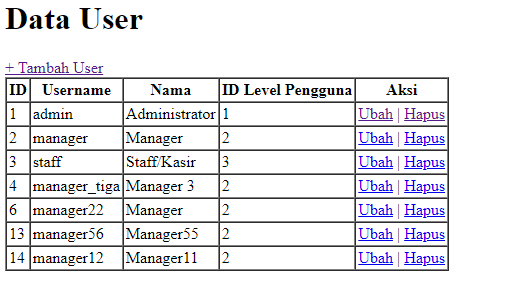 Data User
+ Tambah User
ID Username Nama ID Level Pengguna Aksi
1 admin Administrator 1 Ubah | Hapus
2 manager Manager 2 Ubah | Hapus
3 staff Staff/Kasir 3 Ubah | Hapus
4 manager_tiga Manager 3 2 Ubah | Hapus
6 manager22 Manager 2 Ubah | Hapus
13 manager56 Manager55 2 Ubah | Hapus
14 manager12 Manager11 2 Ubah | Hapus